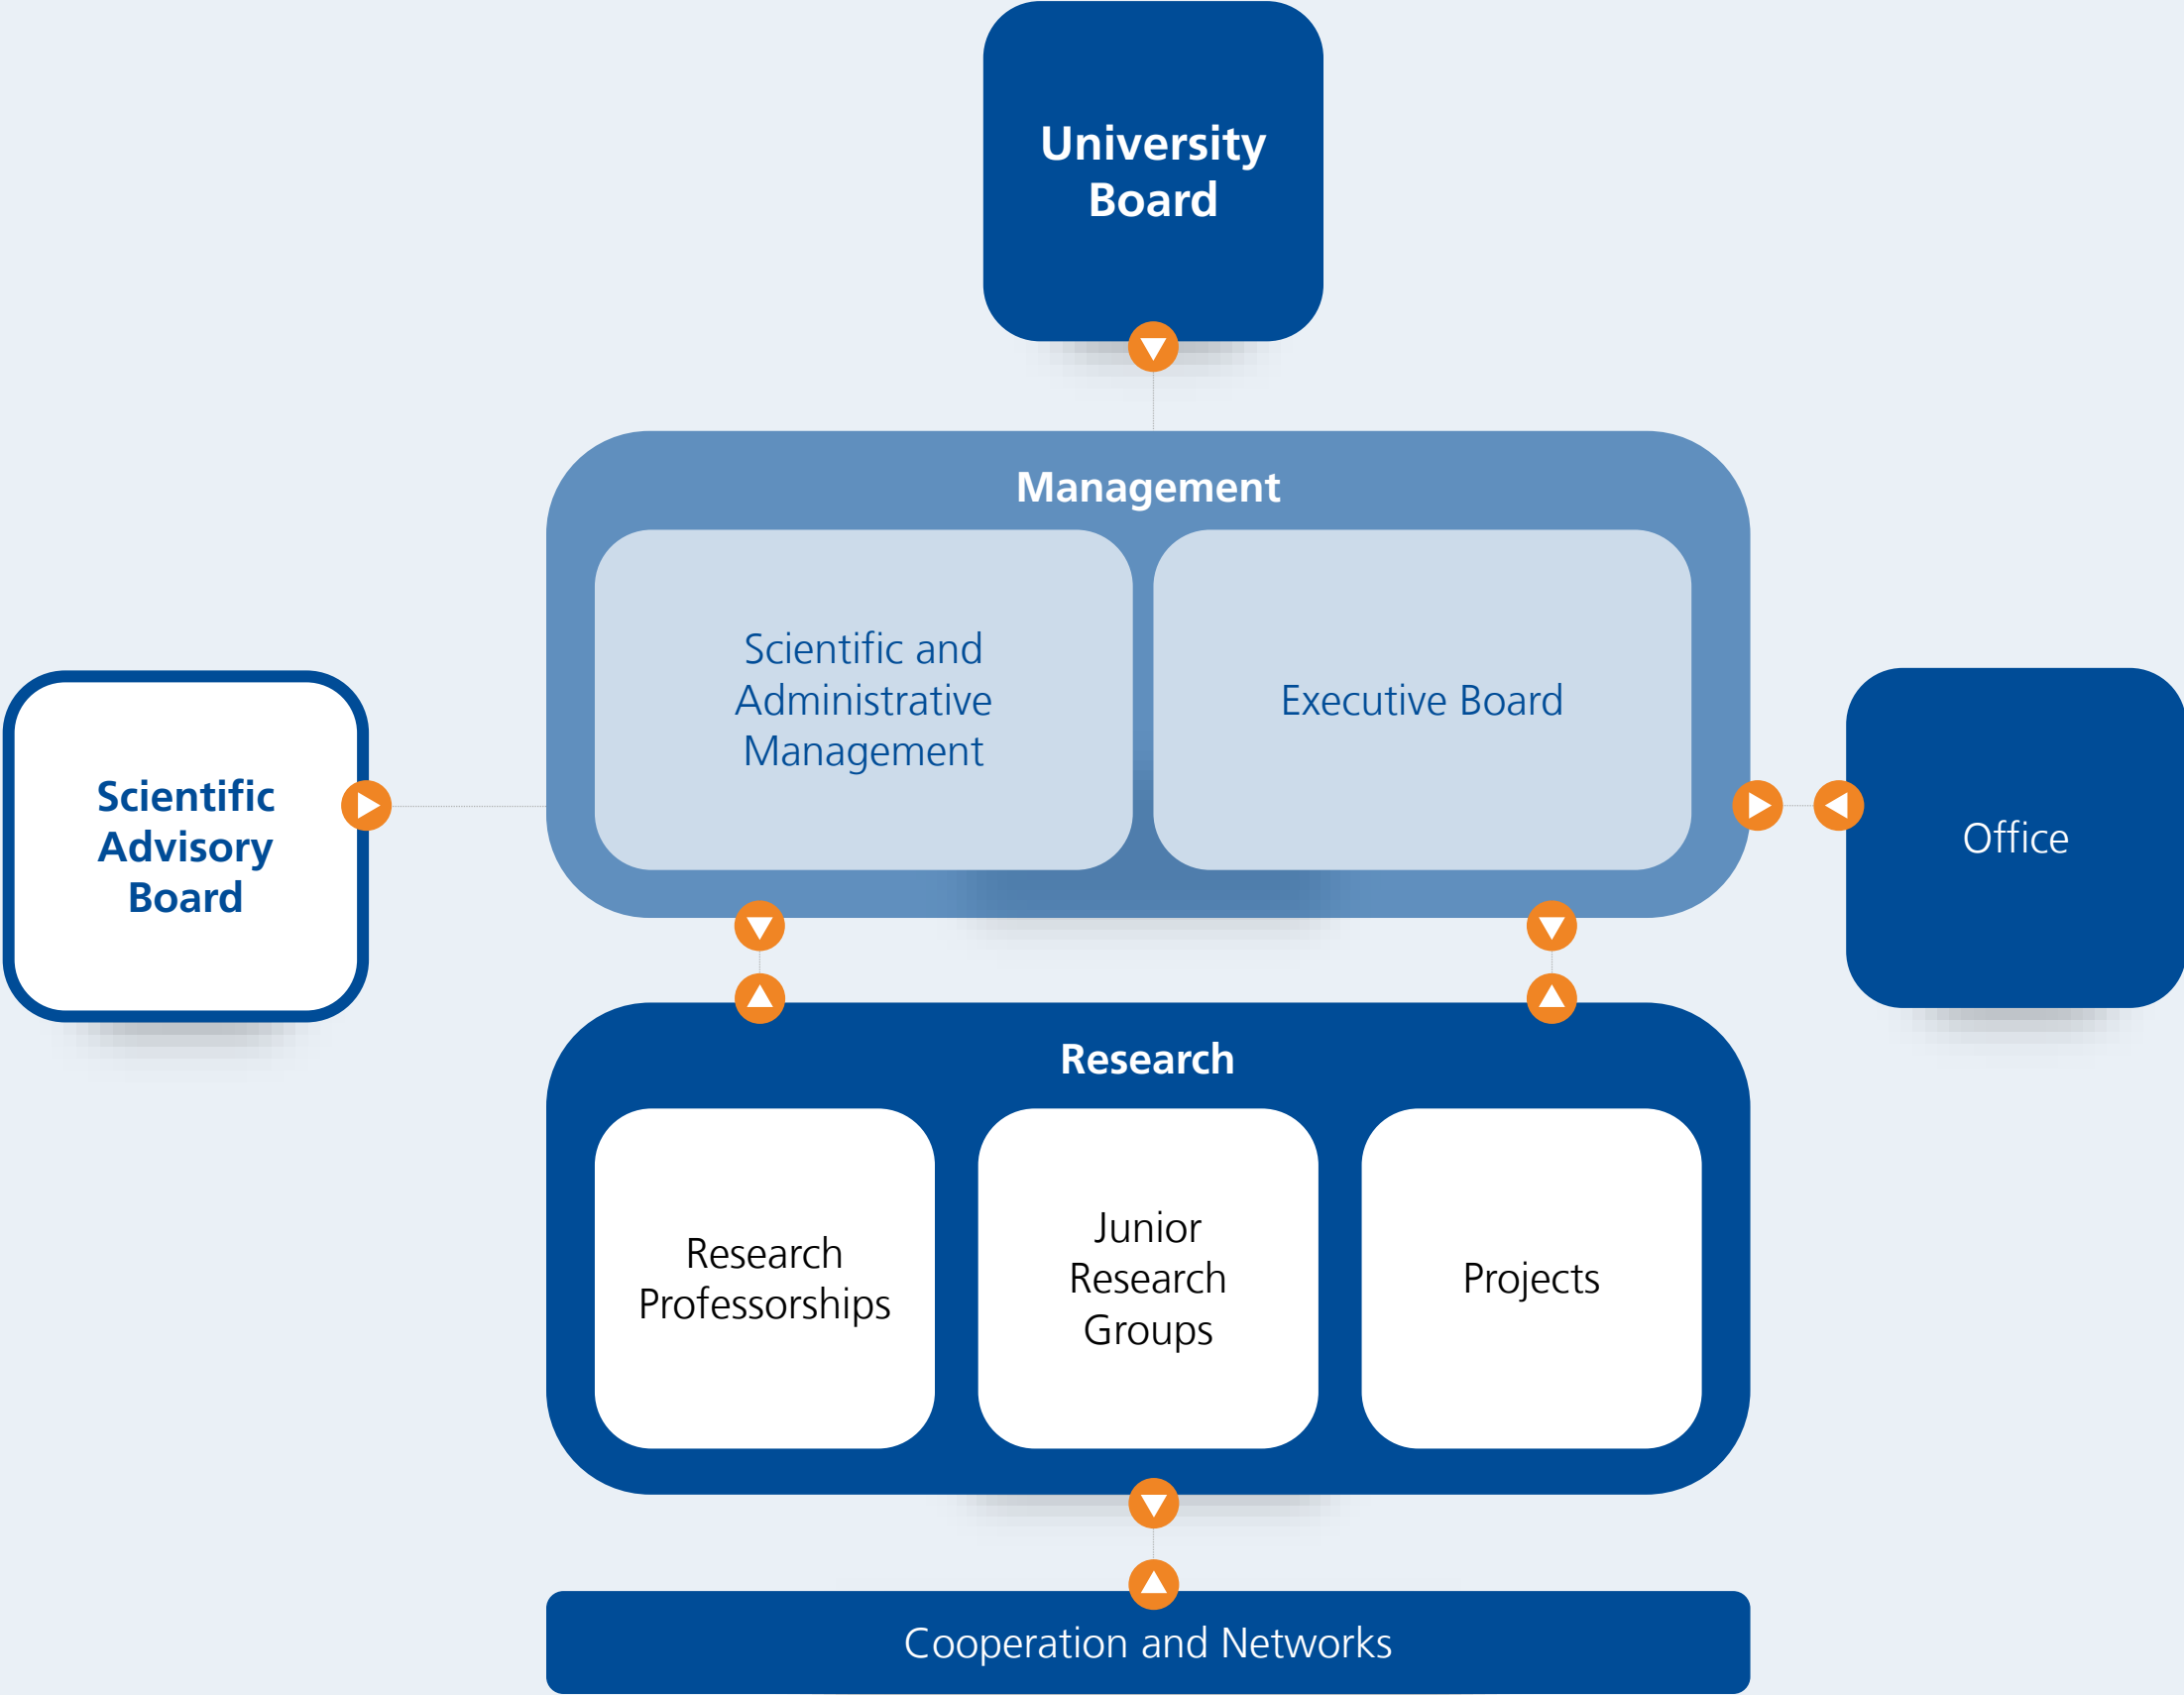 University
Board
Management
Scientific and
Administrative
Management
Executive Board
Scientific
Advisory
Board
Office
Research
Research
Professorships
Junior
Research
Groups
Projects
Cooperation and Networks